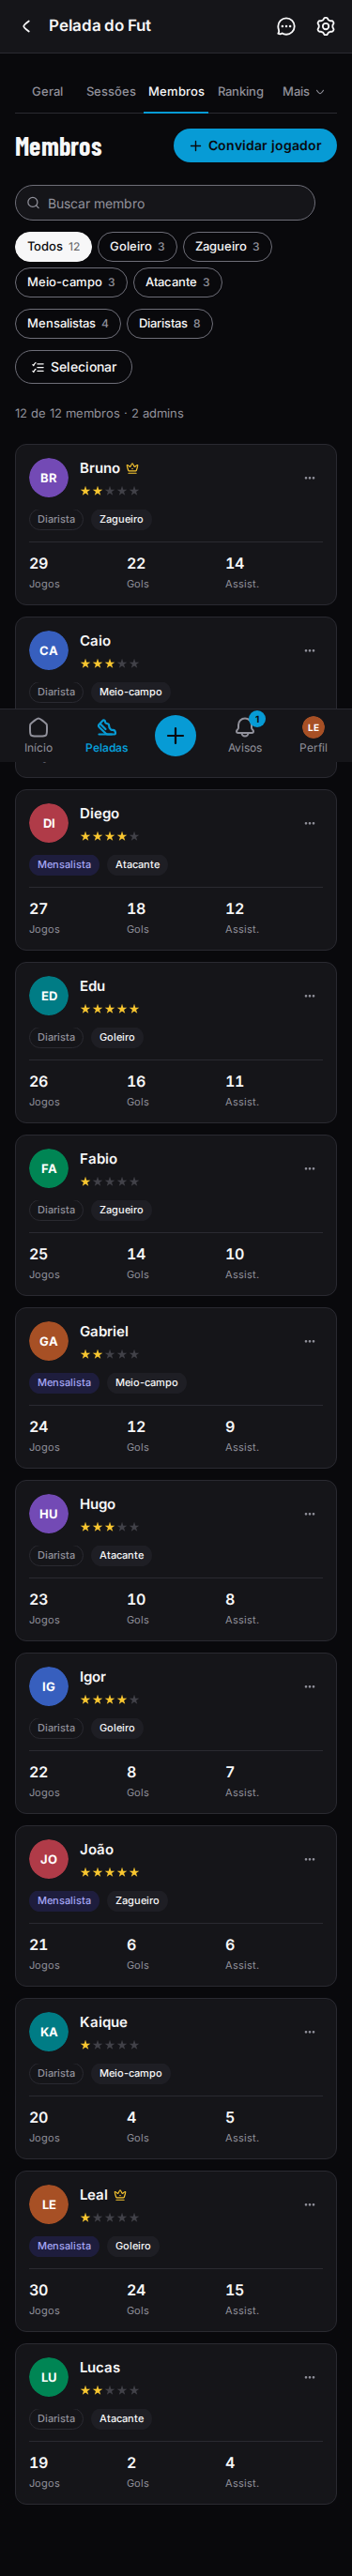 Pelada do Fut
Geral Sessões Membros Ranking Mais
Membros
+ Convidar jogador
Buscar membro
Todos 12 Goleiro 3 Zagueiro 3
Meio-campo 3 Atacante 3
Mensalistas 4 Diaristas 8
Selecionar
12 de 12 membros · 2 admins
BR Bruno
Diarista Zagueiro
29 22 14
Jogos Gols Assist.
CA Caio
Diarista Meio-campo
Início Peladas Avisos 1 LE Perfil
DI Diego
Mensalista Atacante
27 18 12
Jogos Gols Assist.
ED Edu
Diarista Goleiro
26 16 11
Jogos Gols Assist.
FA Fabio
Diarista Zagueiro
25 14 10
Jogos Gols Assist.
GA Gabriel
Mensalista Meio-campo
24 12 9
Jogos Gols Assist.
HU Hugo
Diarista Atacante
23 10 8
Jogos Gols Assist.
IG Igor
Diarista Goleiro
22 8 7
Jogos Gols Assist.
JO João
Mensalista Zagueiro
21 6 6
Jogos Gols Assist.
KA Kaique
Diarista Meio-campo
20 4 5
Jogos Gols Assist.
LE Leal
Mensalista Goleiro
30 24 15
Jogos Gols Assist.
LU Lucas
Diarista Atacante
19 2 4
Jogos Gols Assist.